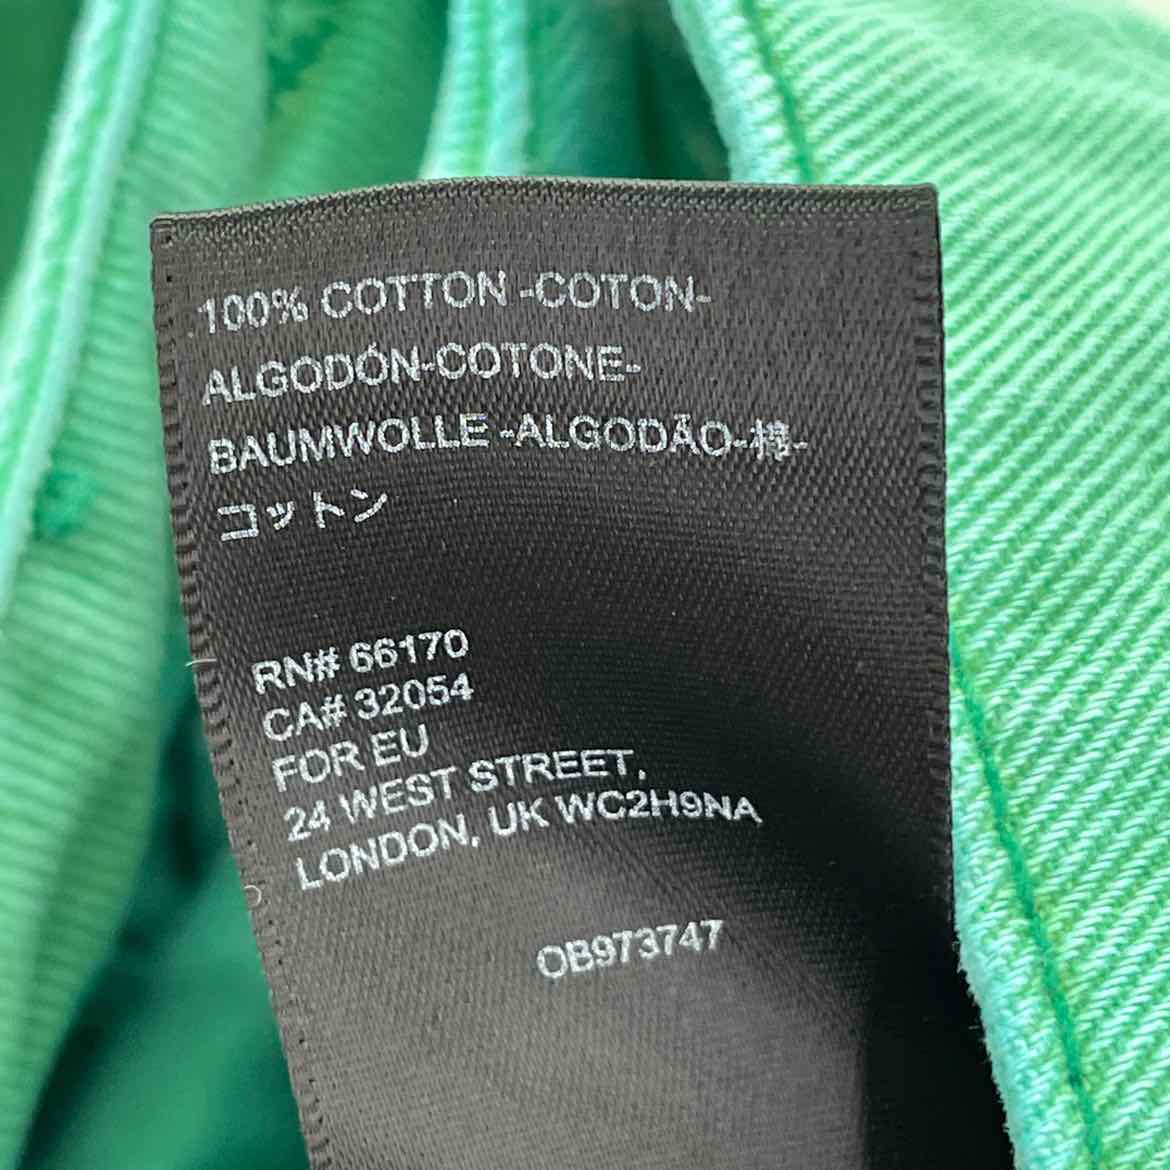 100% COTTON -COTON-
ALGODÓN-COTONE-
BAUMWOLLE -ALGODÃO-棉-
コットン
RN# 66170
CA# 32054
FOR EU
24 WEST STREET,
LONDON, UK WC2H9NA
OB973747